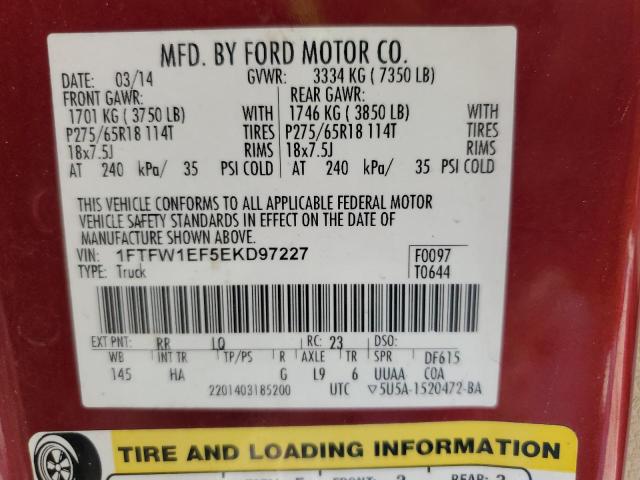 MFD. BY FORD MOTOR CO.
DATE: 03/14 GVWR: 3334 KG ( 7350 LB)
FRONT GAWR: REAR GAWR:
1701 KG ( 3750 LB) WITH 1746 KG ( 3850 LB) WITH
P275/65R18 114T TIRES P275/65R18 114T TIRES
18x7.5J RIMS 18x7.5J RIMS
AT 240 kPa/ 35 PSI COLD AT 240 kPa/ 35 PSI COLD
THIS VEHICLE CONFORMS TO ALL APPLICABLE FEDERAL MOTOR
VEHICLE SAFETY STANDARDS IN EFFECT ON THE DATE OF
MANUFACTURE SHOWN ABOVE.
VIN: 1FTFW1EF5EKD97227 F0097
TYPE: Truck T0644
EXT PNT: RR LQ RC: 23 DSO:
WB INT TR TP/PS R AXLE TR SPR DF615
145 HA G L9 6 UUAA C0A
2201403185200 UTC ▽5U5A-1520472-BA
TIRE AND LOADING INFORMATION